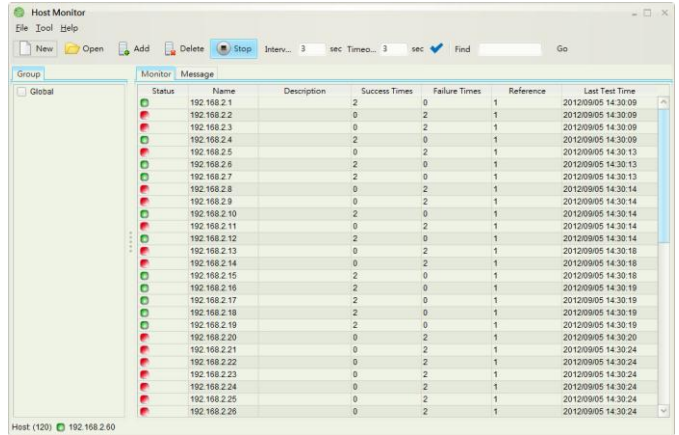 Host Monitor
File Tool Help
New Open Add Delete Stop Interv... 3 sec Timeo... 3 sec Find Go
Group Monitor Message
Global
Status Name Description Success Times Failure Times Reference Last Test Time
192.168.2.1 2 0 1 2012/09/05 14:30:09
192.168.2.2 0 2 1 2012/09/05 14:30:09
192.168.2.3 0 2 1 2012/09/05 14:30:09
192.168.2.4 2 0 1 2012/09/05 14:30:09
192.168.2.5 0 2 1 2012/09/05 14:30:13
192.168.2.6 2 0 1 2012/09/05 14:30:13
192.168.2.7 2 0 1 2012/09/05 14:30:13
192.168.2.8 0 2 1 2012/09/05 14:30:14
192.168.2.9 0 2 1 2012/09/05 14:30:14
192.168.2.10 2 0 1 2012/09/05 14:30:14
192.168.2.11 0 2 1 2012/09/05 14:30:14
192.168.2.12 2 0 1 2012/09/05 14:30:14
192.168.2.13 0 2 1 2012/09/05 14:30:18
192.168.2.14 0 2 1 2012/09/05 14:30:18
192.168.2.15 2 0 1 2012/09/05 14:30:18
192.168.2.16 2 0 1 2012/09/05 14:30:19
192.168.2.17 2 0 1 2012/09/05 14:30:19
192.168.2.18 2 0 1 2012/09/05 14:30:19
192.168.2.19 2 0 1 2012/09/05 14:30:19
192.168.2.20 0 2 1 2012/09/05 14:30:20
192.168.2.21 0 2 1 2012/09/05 14:30:24
192.168.2.22 0 2 1 2012/09/05 14:30:24
192.168.2.23 0 2 1 2012/09/05 14:30:24
192.168.2.24 0 2 1 2012/09/05 14:30:24
192.168.2.25 0 2 1 2012/09/05 14:30:24
192.168.2.26 0 2 1 2012/09/05 14:30:24
Host: (120) 192.168.2.60